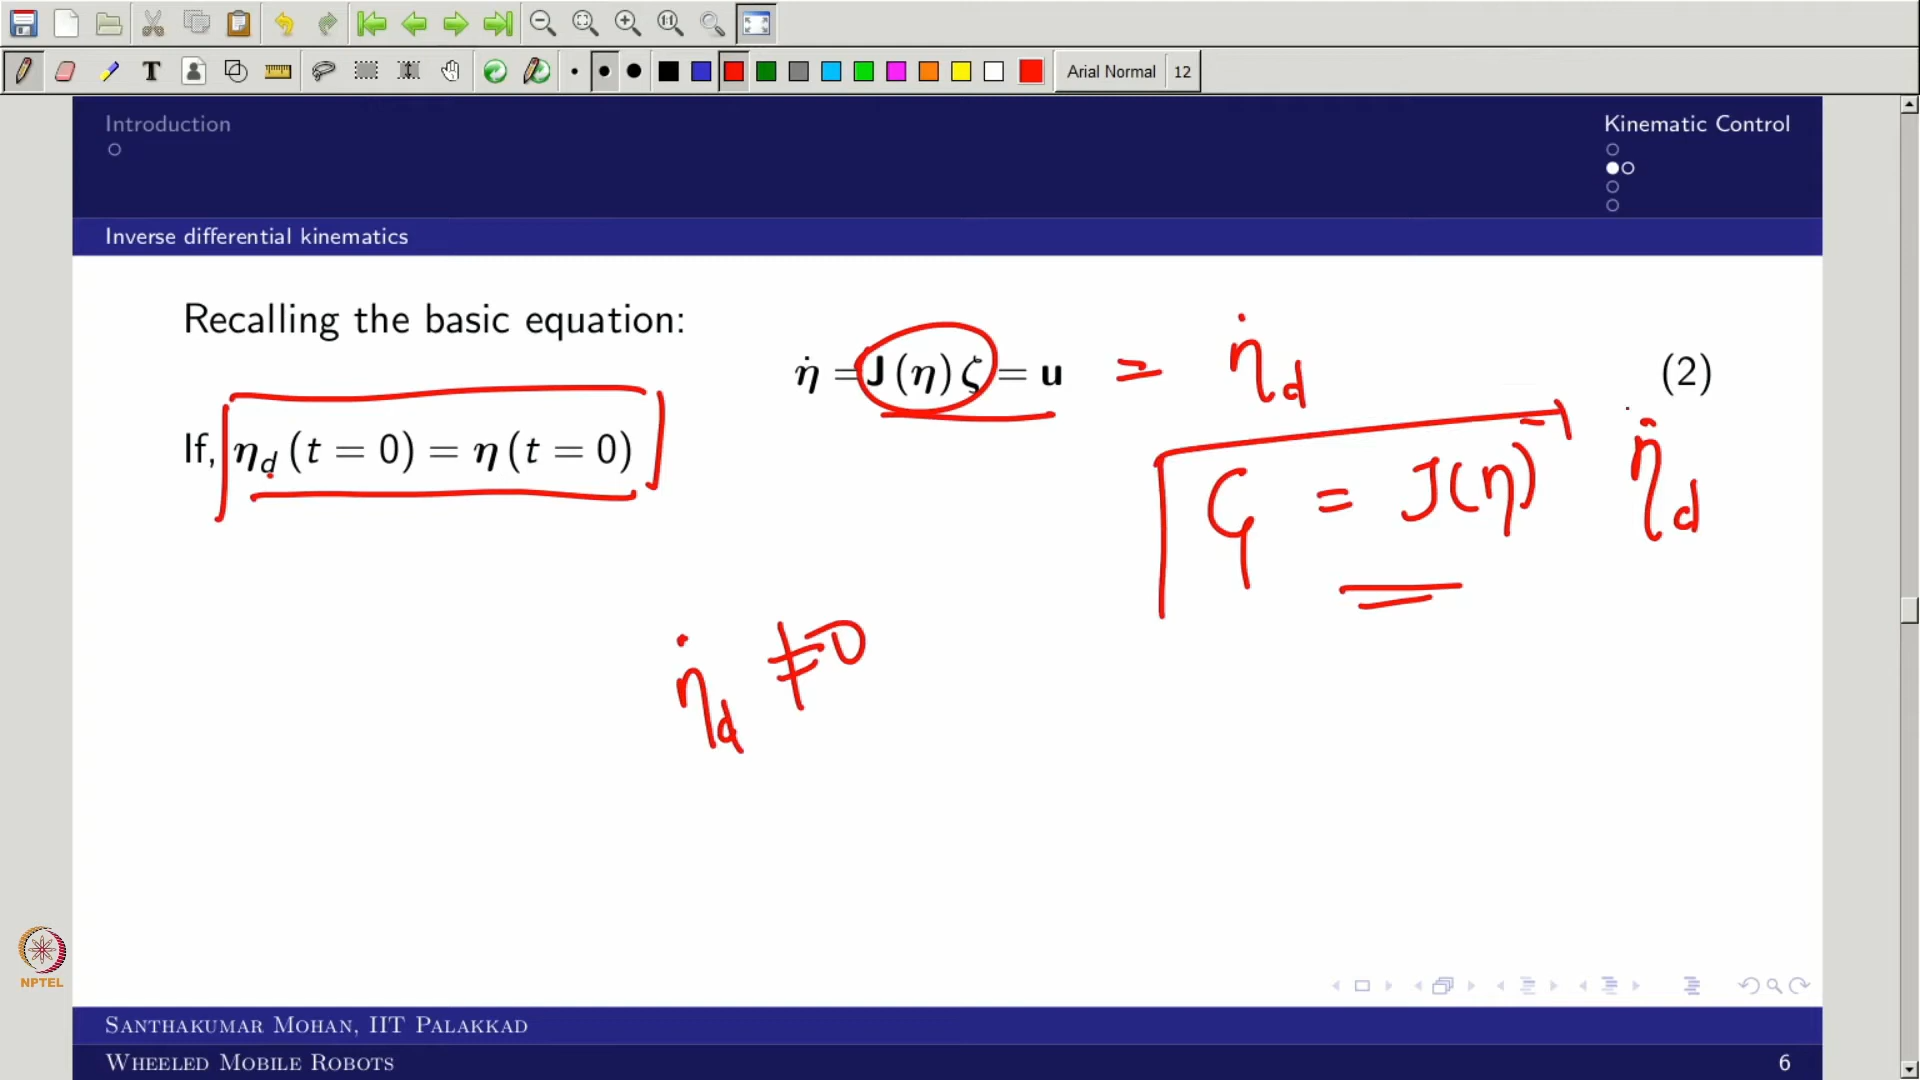 Arial Normal 12
Introduction
Kinematic Control
Inverse differential kinematics
Recalling the basic equation:
η̇ = J (η) ζ = u = η̇d (2)
If, ηd (t = 0) = η (t = 0)
ζ = J(η)⁻¹ η̇d
η̇d ≠ 0
NPTEL
Santhakumar Mohan, IIT Palakkad
Wheeled Mobile Robots 6